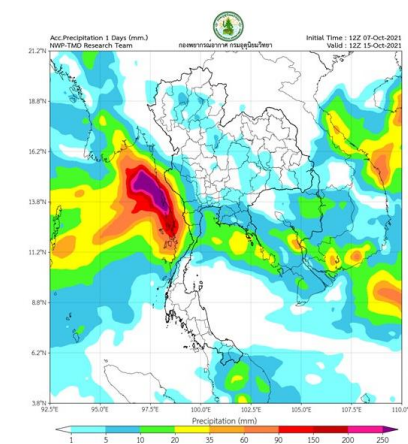 Acc.Precipitation 1 Days (mm.)
NWP-TMD Research Team
กองพยากรณ์อากาศ กรมอุตุนิยมวิทยา
Initial Time : 12Z 07-Oct-2021
Valid : 12Z 15-Oct-2021
21.2°N
18.8°N
16.2°N
13.8°N
11.2°N
8.8°N
6.2°N
3.8°N
92.5°E 95.0°E 97.5°E 100.0°E 102.5°E 105.0°E 107.5°E 110.0°E
Precipitation (mm)
1 5 10 20 35 60 90 150 200 250